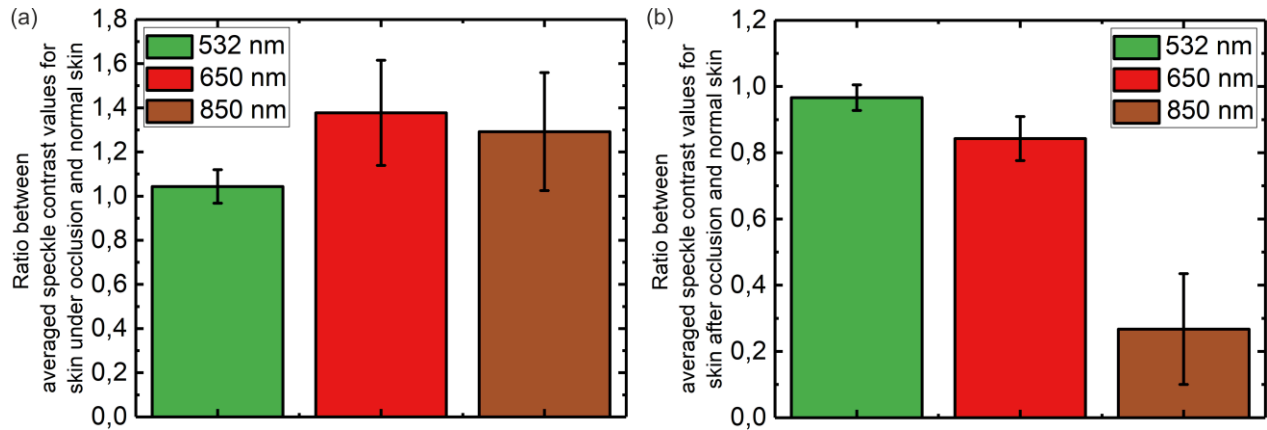 (a)
Ratio between
averaged speckle contrast values for
skin under occlusion and normal skin
1,8
1,6
1,4
1,2
1,0
0,8
0,6
0,4
0,2
0,0
532 nm
650 nm
850 nm
(b)
Ratio between
averaged speckle contrast values for
skin after occlusion and normal skin
1,2
1,0
0,8
0,6
0,4
0,2
0,0
532 nm
650 nm
850 nm